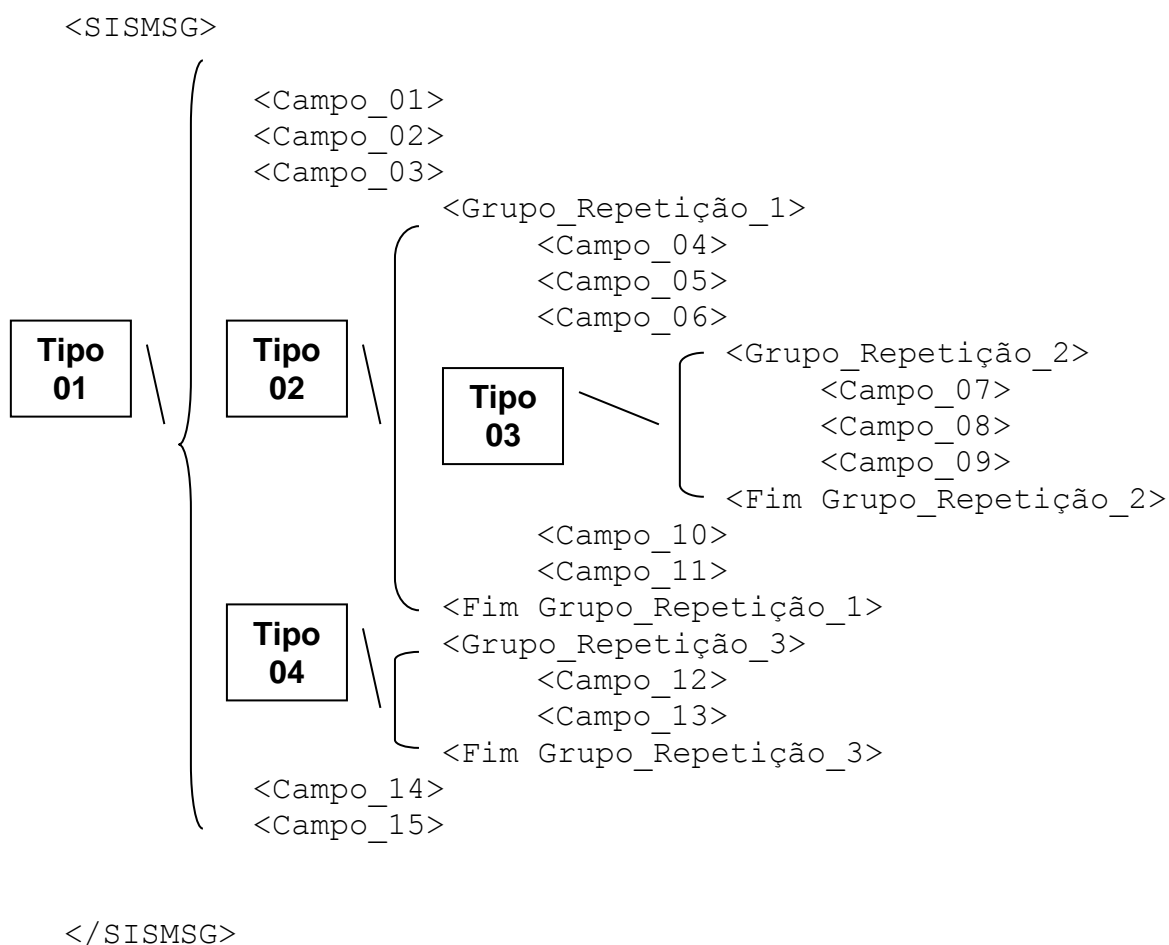 <SISMSG>
<Campo_01>
<Campo_02>
<Campo_03>
<Grupo_Repetição_1>
<Campo_04>
<Campo_05>
<Campo_06>
Tipo
01
Tipo
02
<Grupo_Repetição_2>
Tipo
03
<Campo_07>
<Campo_08>
<Campo_09>
<Fim Grupo_Repetição_2>
<Campo_10>
<Campo_11>
<Fim Grupo_Repetição_1>
Tipo
04
<Grupo_Repetição_3>
<Campo_12>
<Campo_13>
<Fim Grupo_Repetição_3>
<Campo_14>
<Campo_15>
</SISMSG>